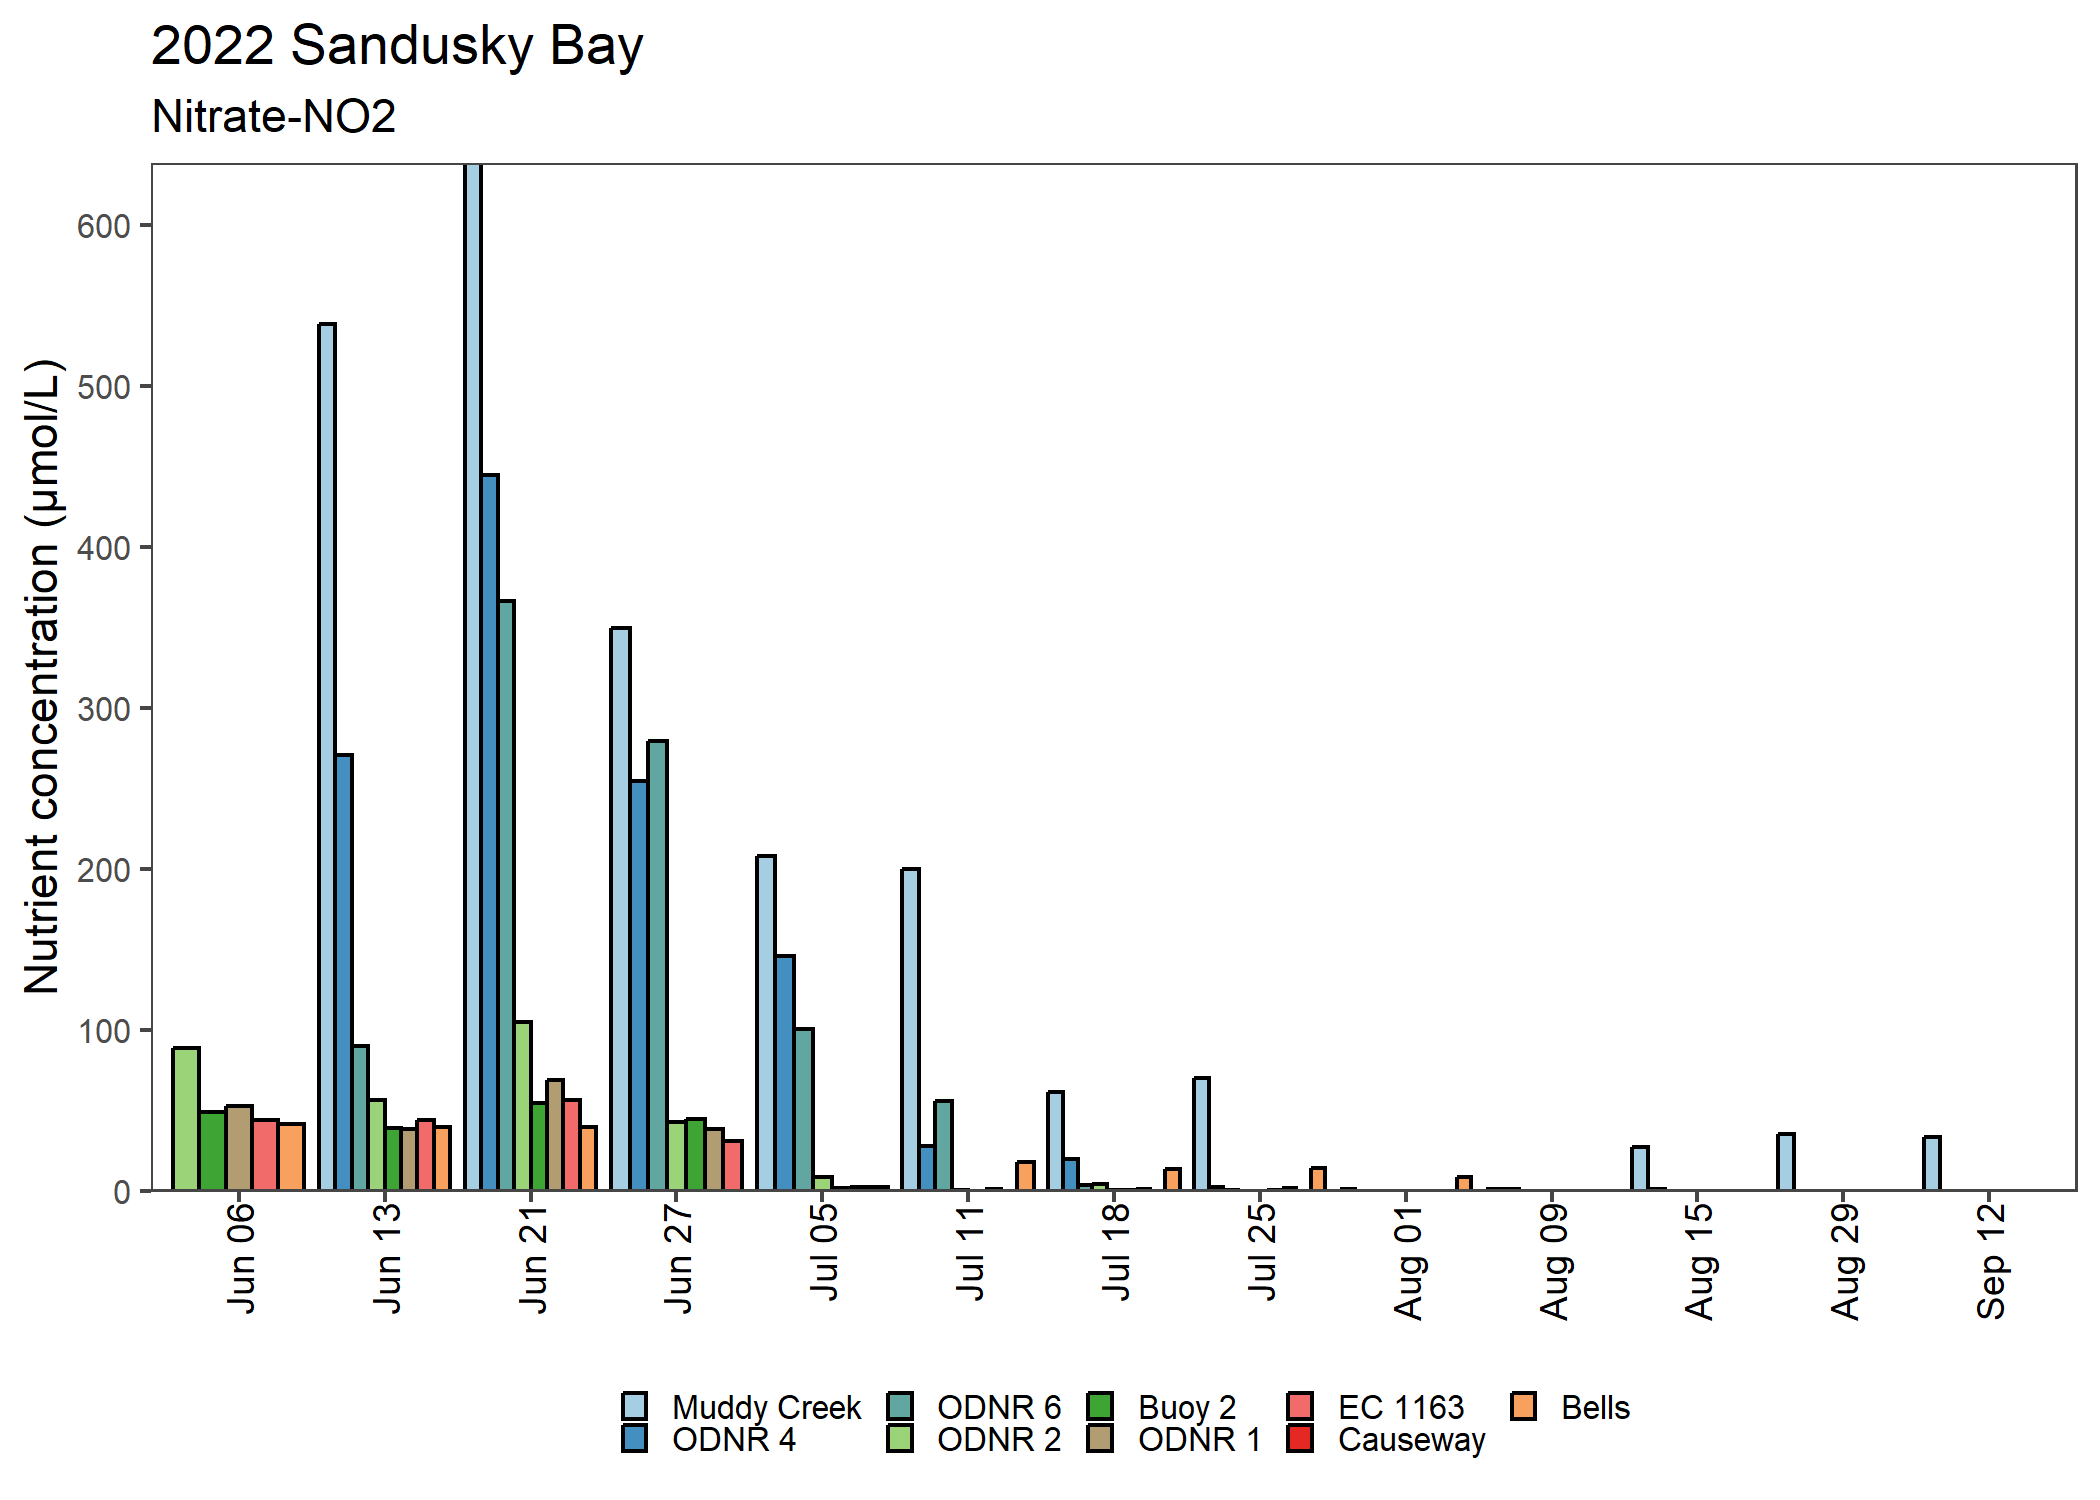 2022 Sandusky Bay
Nitrate-NO2
Nutrient concentration (µmol/L)
600
500
400
300
200
100
0
Jun 06
Jun 13
Jun 21
Jun 27
Jul 05
Jul 11
Jul 18
Jul 25
Aug 01
Aug 09
Aug 15
Aug 29
Sep 12
Muddy Creek ODNR 6 Buoy 2 EC 1163 Bells
ODNR 4 ODNR 2 ODNR 1 Causeway